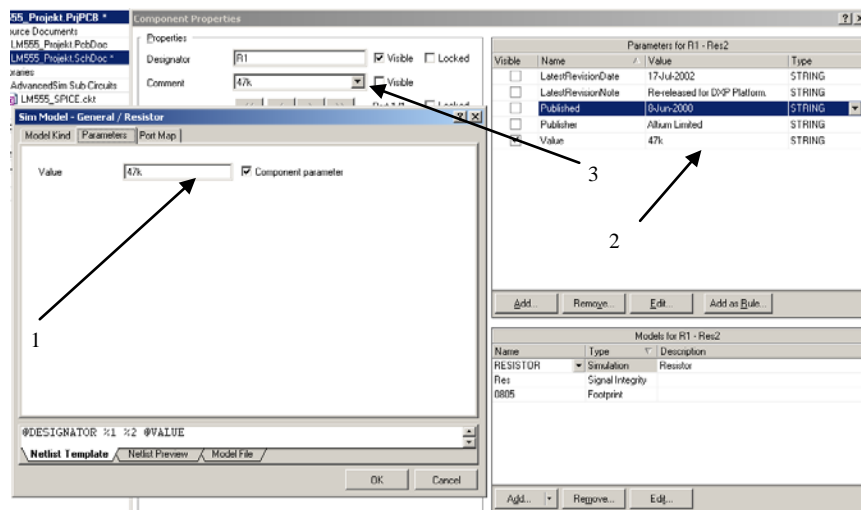 55_Projekt.PrjPCB *
Component Properties
ource Documents
LM555_Projekt.PcbDoc
LM555_Projekt.SchDoc *
AdvancedSim Sub Circuits
LM555_SPICE.ckt
Properties
Designator R1 Visible Locked
Comment 47k Visible
<< < > >> Part 1/1 Locked
Sim Model - General / Resistor
Model Kind Parameters Port Map
Value 47k Component parameter
1
@DESIGNATOR %1 %2 @VALUE
Netlist Template Netlist Preview Model File
OK Cancel
Parameters for R1 - Res2
Visible Name Value Type
LatestRevisionDate 17-Jul-2002 STRING
LatestRevisionNote Re-released for DXP Platform. STRING
Published 8-Jun-2000 STRING
Publisher Altium Limited STRING
Value 47k STRING
3
2
Add... Remove... Edit... Add as Rule...
Models for R1 - Res2
Name Type Description
RESISTOR Simulation Resistor
Res Signal Integrity
0805 Footprint
Add... Remove... Edit...